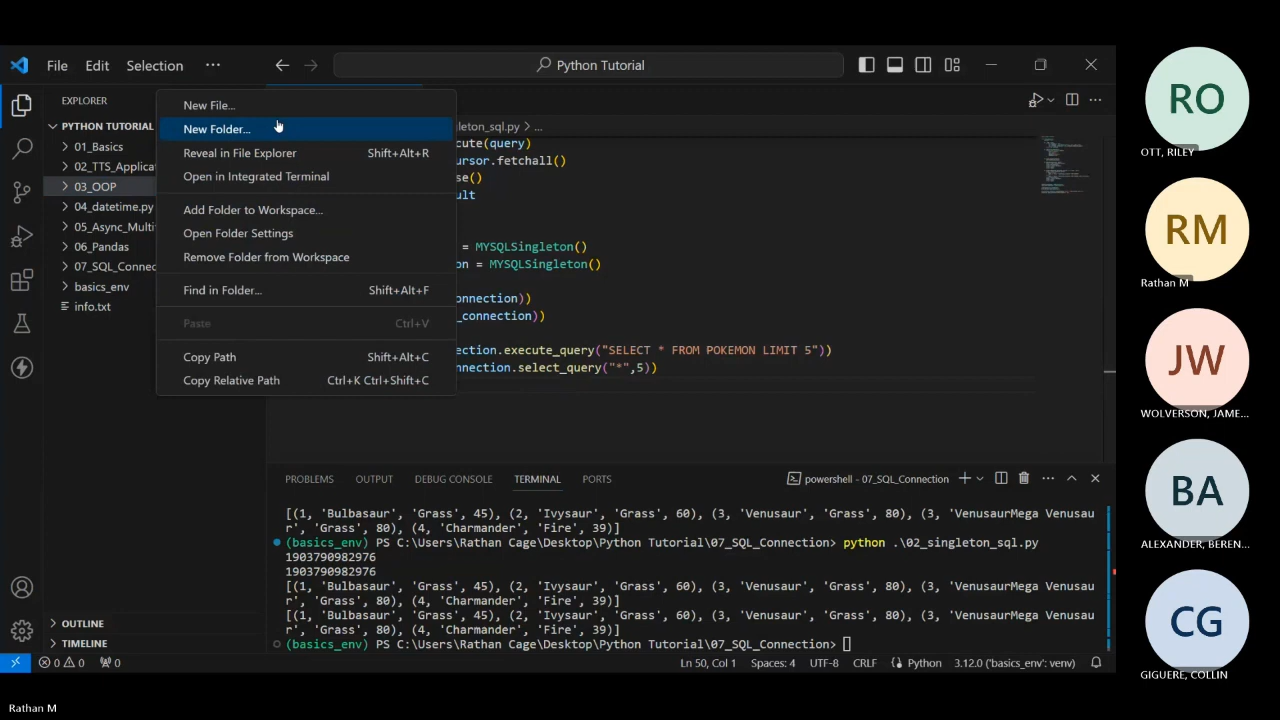 File Edit Selection ··· Python Tutorial
EXPLORER
PYTHON TUTORIAL
01_Basics
02_TTS_Applica
03_OOP
04_datetime.py
05_Async_Multi
06_Pandas
07_SQL_Connec
basics_env
info.txt
OUTLINE
TIMELINE
New File...
New Folder...
Reveal in File Explorer Shift+Alt+R
Open in Integrated Terminal
Add Folder to Workspace...
Open Folder Settings
Remove Folder from Workspace
Find in Folder... Shift+Alt+F
Paste Ctrl+V
Copy Path Shift+Alt+C
Copy Relative Path Ctrl+K Ctrl+Shift+C
leton_sql.py > ...
cute(query)
ursor.fetchall()
se()
ult
= MYSQLSingleton()
on = MYSQLSingleton()
onnection))
_connection))
ection.execute_query("SELECT * FROM POKEMON LIMIT 5"))
nnection.select_query("*",5))
PROBLEMS OUTPUT DEBUG CONSOLE TERMINAL PORTS powershell - 07_SQL_Connection
[(1, 'Bulbasaur', 'Grass', 45), (2, 'Ivysaur', 'Grass', 60), (3, 'Venusaur', 'Grass', 80), (3, 'VenusaurMega Venusau
r', 'Grass', 80), (4, 'Charmander', 'Fire', 39)]
(basics_env) PS C:\Users\Rathan Cage\Desktop\Python Tutorial\07_SQL_Connection> python .\02_singleton_sql.py
1903790982976
1903790982976
[(1, 'Bulbasaur', 'Grass', 45), (2, 'Ivysaur', 'Grass', 60), (3, 'Venusaur', 'Grass', 80), (3, 'VenusaurMega Venusau
r', 'Grass', 80), (4, 'Charmander', 'Fire', 39)]
[(1, 'Bulbasaur', 'Grass', 45), (2, 'Ivysaur', 'Grass', 60), (3, 'Venusaur', 'Grass', 80), (3, 'VenusaurMega Venusau
r', 'Grass', 80), (4, 'Charmander', 'Fire', 39)]
(basics_env) PS C:\Users\Rathan Cage\Desktop\Python Tutorial\07_SQL_Connection>
0 0 0 Ln 50, Col 1 Spaces: 4 UTF-8 CRLF Python 3.12.0 ('basics_env': venv)
RO
OTT, RILEY
RM
Rathan M
JW
WOLVERSON, JAME...
BA
ALEXANDER, BEREN...
CG
GIGUERE, COLLIN
Rathan M